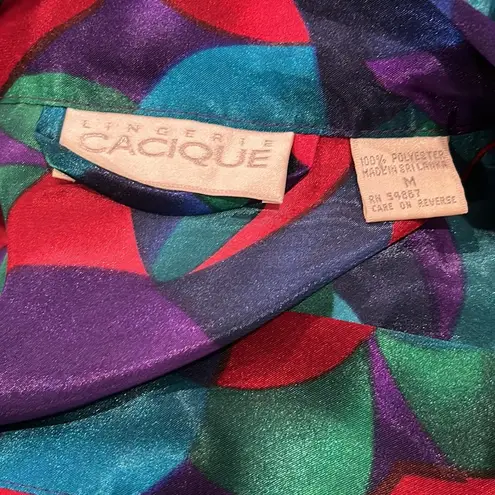 LINGERIE
CACIQUE
100% POLYESTER
MADE IN SRI LANKA
M
RN 54867
CARE ON REVERSE